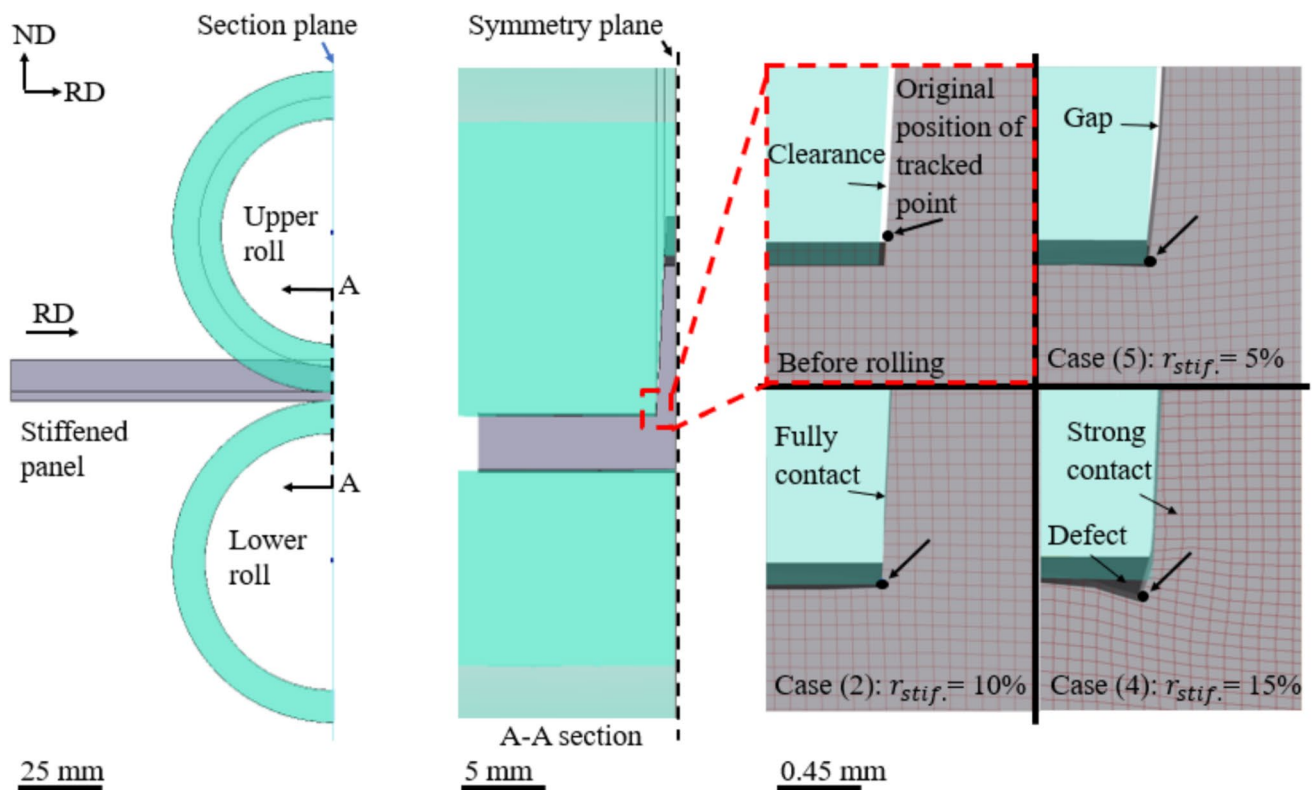 ND
RD
Section plane
Upper
roll
A
RD
Stiffened
panel
A
Lower
roll
25 mm
Symmetry plane
A-A section
5 mm
Original
position of
tracked
point
Clearance
Before rolling
Gap
Case (5): r_stif. = 5%
Fully
contact
Case (2): r_stif. = 10%
Strong
contact
Defect
Case (4): r_stif. = 15%
0.45 mm